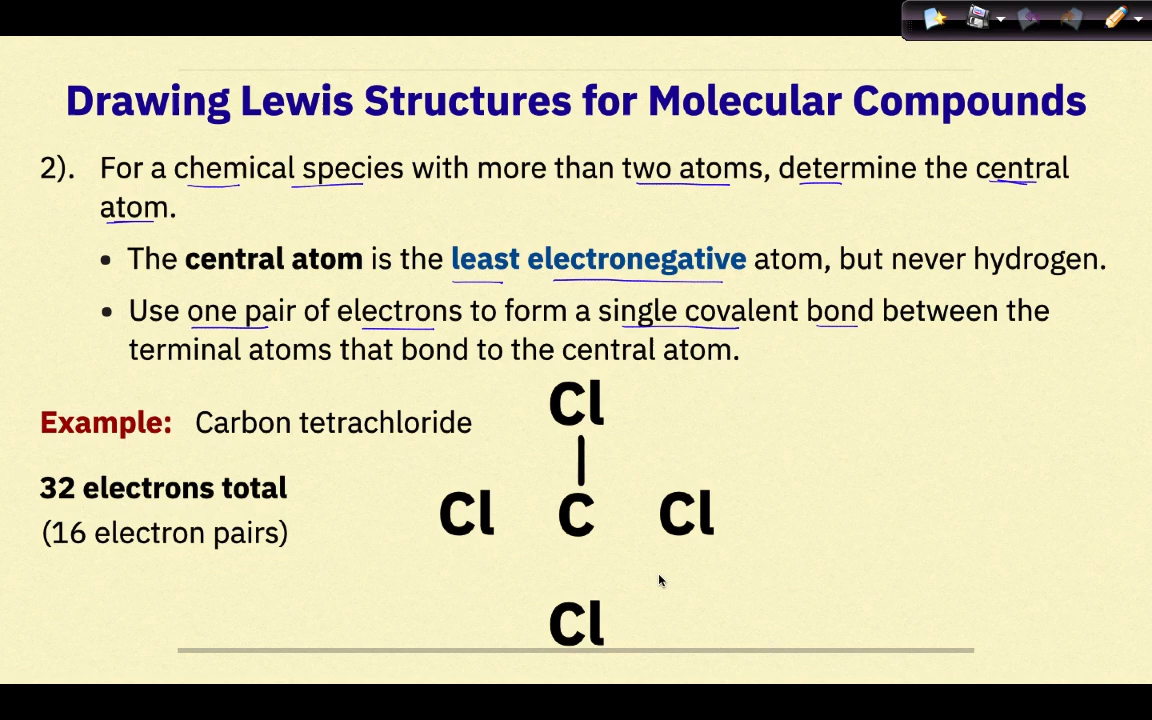 Drawing Lewis Structures for Molecular Compounds
2). For a chemical species with more than two atoms, determine the central
atom.
• The central atom is the least electronegative atom, but never hydrogen.
• Use one pair of electrons to form a single covalent bond between the
terminal atoms that bond to the central atom.
Cl
Example: Carbon tetrachloride
32 electrons total
Cl C Cl
(16 electron pairs)
Cl